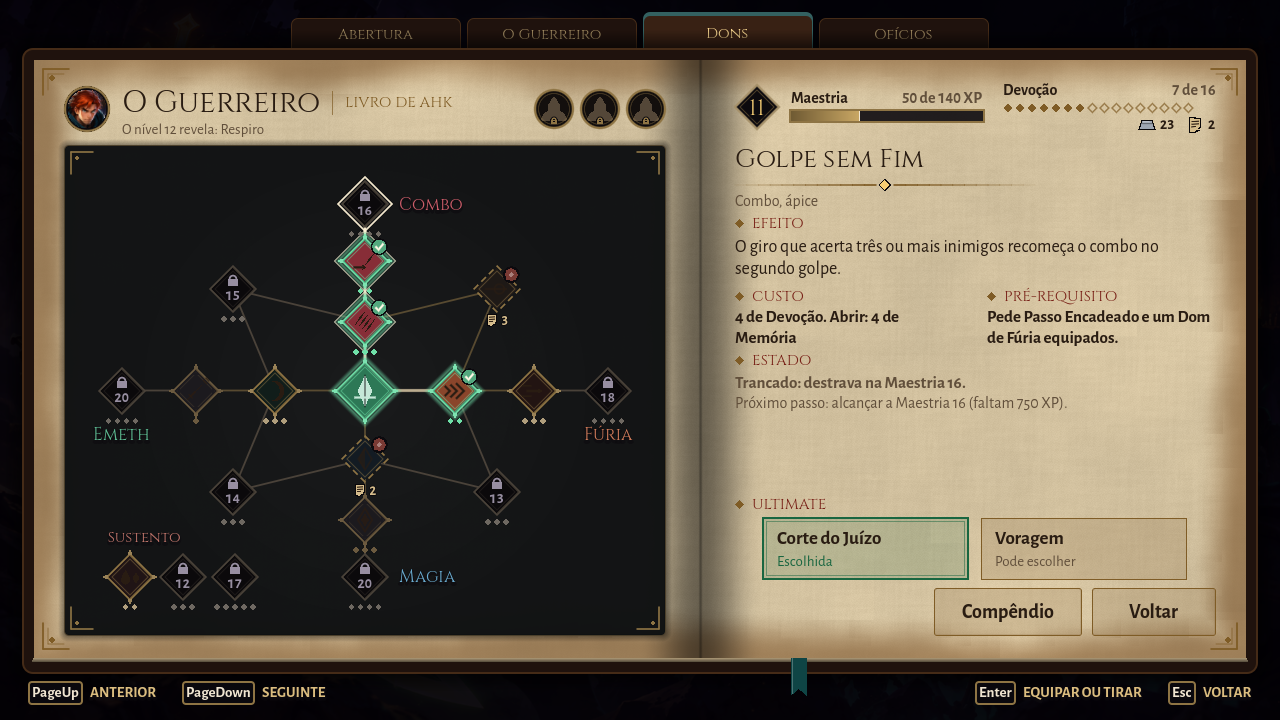 Abertura
O Guerreiro
Dons
Ofícios
O Guerreiro
Livro de Ahk
O nível 12 revela: Respiro
16
Combo
15
3
20
18
Emeth
Fúria
2
14
13
Sustento
12
17
20
Magia
11
Maestria
50 de 140 XP
Devoção
7 de 16
23
2
Golpe sem Fim
Combo, ápice
EFEITO
O giro que acerta três ou mais inimigos recomeça o combo no
segundo golpe.
CUSTO
4 de Devoção. Abrir: 4 de
Memória
PRÉ-REQUISITO
Pede Passo Encadeado e um Dom
de Fúria equipados.
ESTADO
Trancado: destrava na Maestria 16.
Próximo passo: alcançar a Maestria 16 (faltam 750 XP).
ULTIMATE
Corte do Juízo
Escolhida
Voragem
Pode escolher
Compêndio
Voltar
PageUp ANTERIOR
PageDown SEGUINTE
Enter EQUIPAR OU TIRAR
Esc VOLTAR